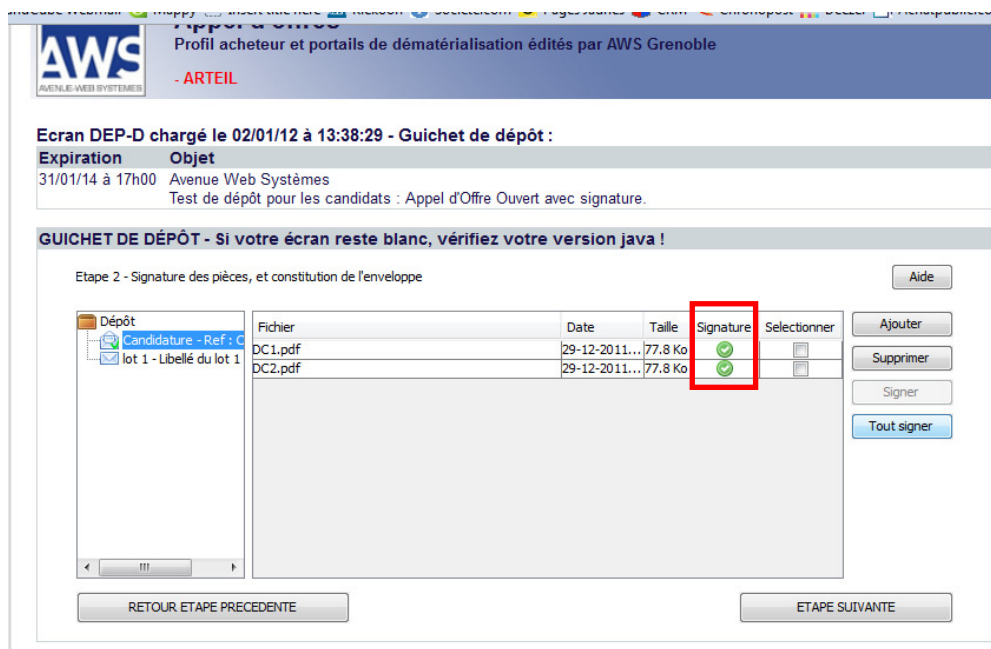 Profil acheteur et portails de dématérialisation édités par AWS Grenoble
AWS
AVENUE-WEB SYSTEMES
- ARTEIL
Ecran DEP-D chargé le 02/01/12 à 13:38:29 - Guichet de dépôt :
Expiration Objet
31/01/14 à 17h00 Avenue Web Systèmes
Test de dépôt pour les candidats : Appel d'Offre Ouvert avec signature.
GUICHET DE DÉPÔT - Si votre écran reste blanc, vérifiez votre version java !
Etape 2 - Signature des pièces, et constitution de l'enveloppe
Aide
Dépôt
Candidature - Ref : C
lot 1 - Libellé du lot 1
Fichier Date Taille Signature Selectionner
DC1.pdf 29-12-2011... 77.8 Ko
DC2.pdf 29-12-2011... 77.8 Ko
Ajouter
Supprimer
Signer
Tout signer
RETOUR ETAPE PRECEDENTE
ETAPE SUIVANTE